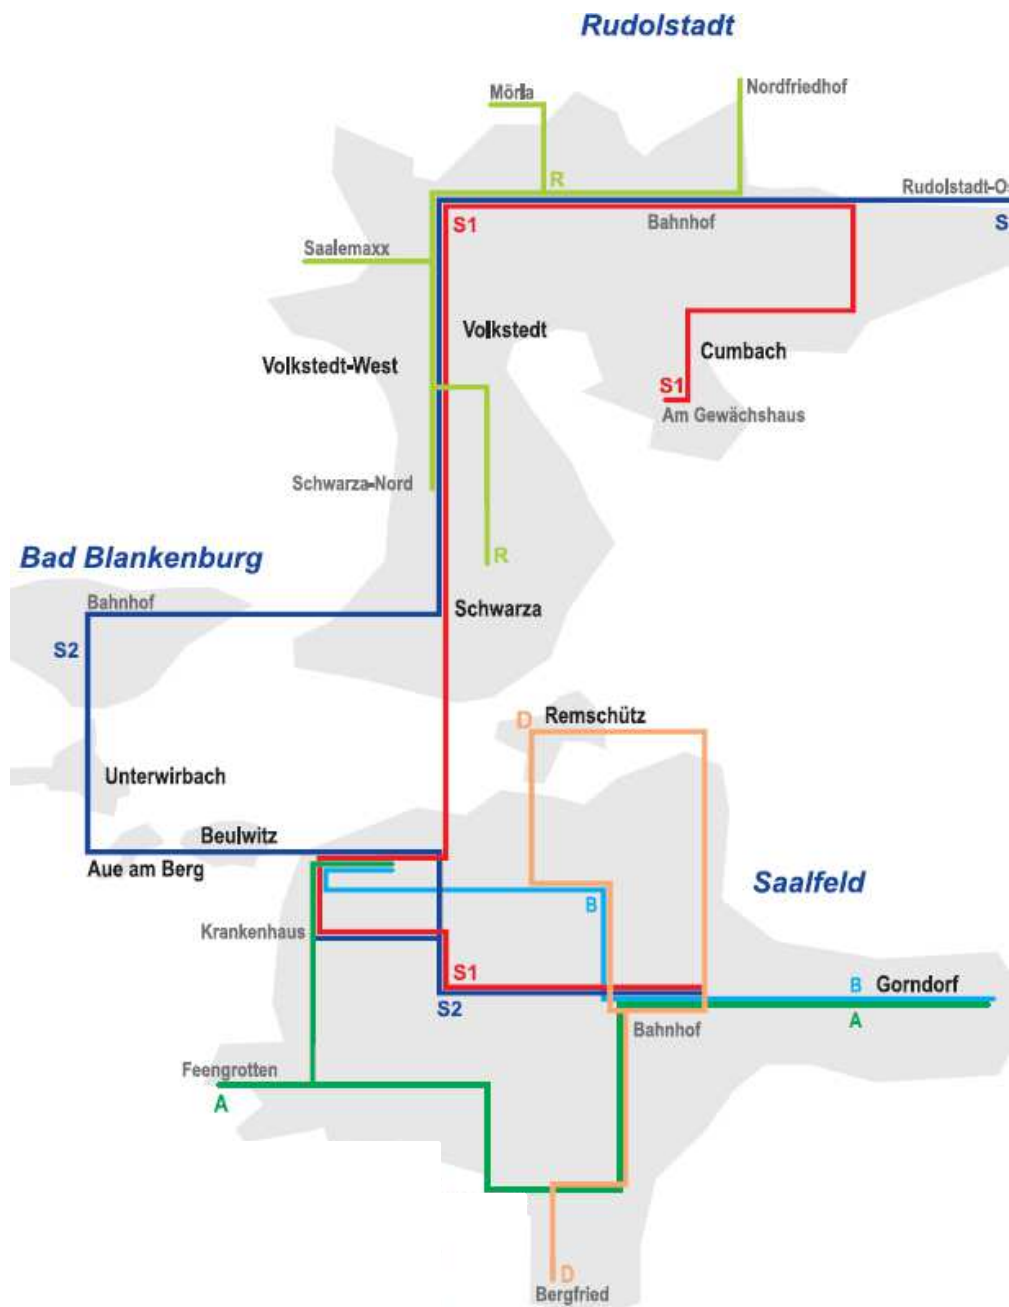 Rudolstadt
Mörla
Nordfriedhof
R
Rudolstadt-Os
S1
Bahnhof
S
Saalemaxx
Volkstedt
Volkstedt-West
Cumbach
S1
Am Gewächshaus
Schwarza-Nord
Bad Blankenburg
R
Bahnhof
Schwarza
S2
D
Remschütz
Unterwirbach
Beulwitz
Aue am Berg
Saalfeld
B
Krankenhaus
S1
B
Gorndorf
S2
A
Bahnhof
Feengrotten
A
D
Bergfried